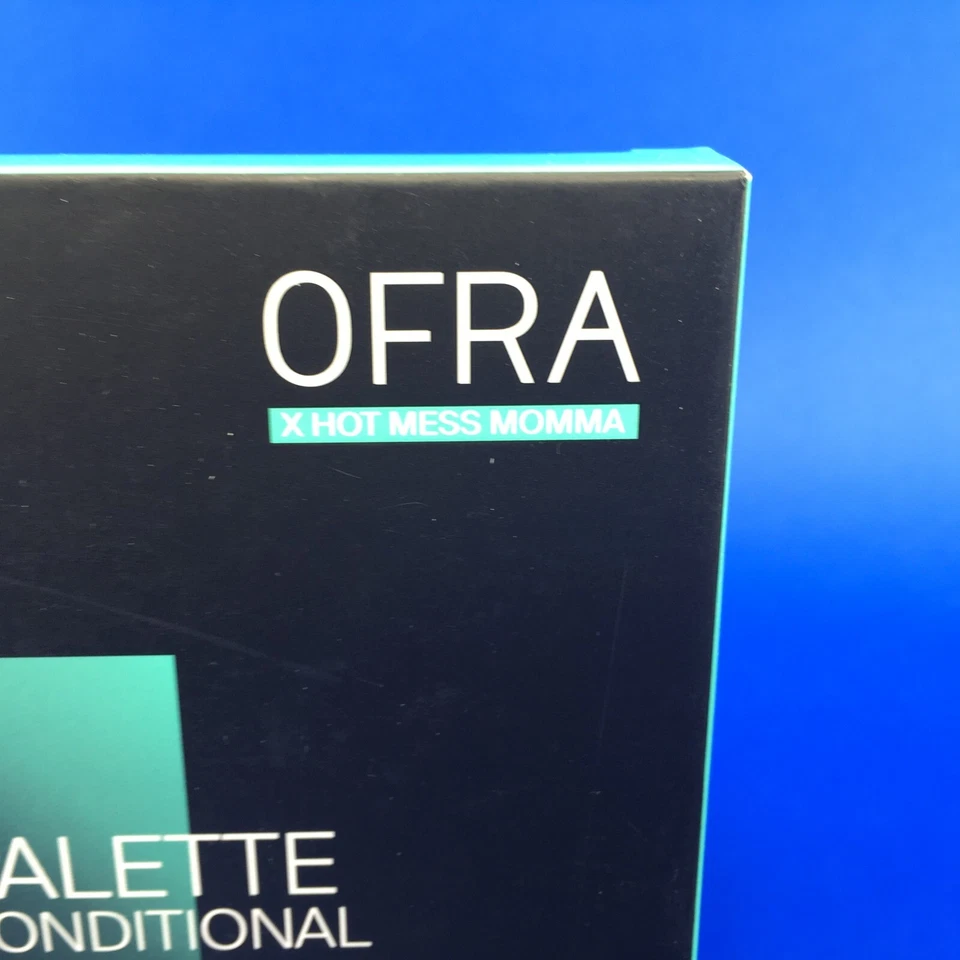 OFRA
X HOT MESS MOMMA
ALETTE
ONDITIONAL